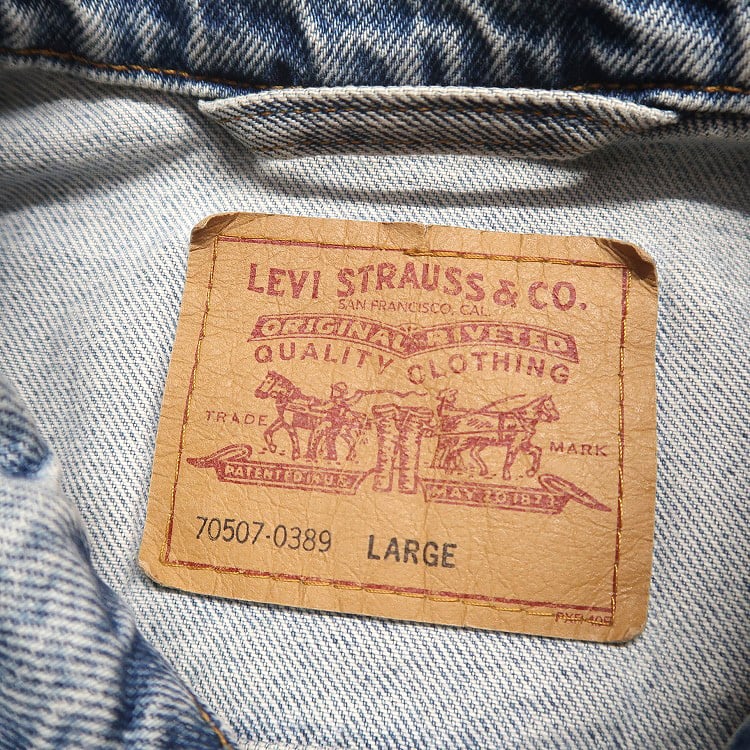 LEVI STRAUSS & CO.
SAN FRANCISCO, CAL.
ORIGINAL RIVETED
QUALITY CLOTHING
TRADE MARK
PATENTED IN U.S. MAY 20 1873
70507-0389 LARGE